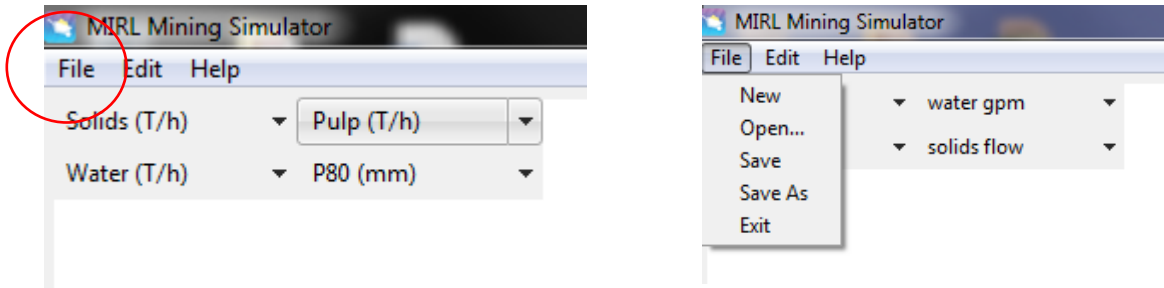 MIRL Mining Simulator
File Edit Help
Solids (T/h) Pulp (T/h)
Water (T/h) P80 (mm)
MIRL Mining Simulator
File Edit Help
New
Open...
Save
Save As
Exit
water gpm
solids flow